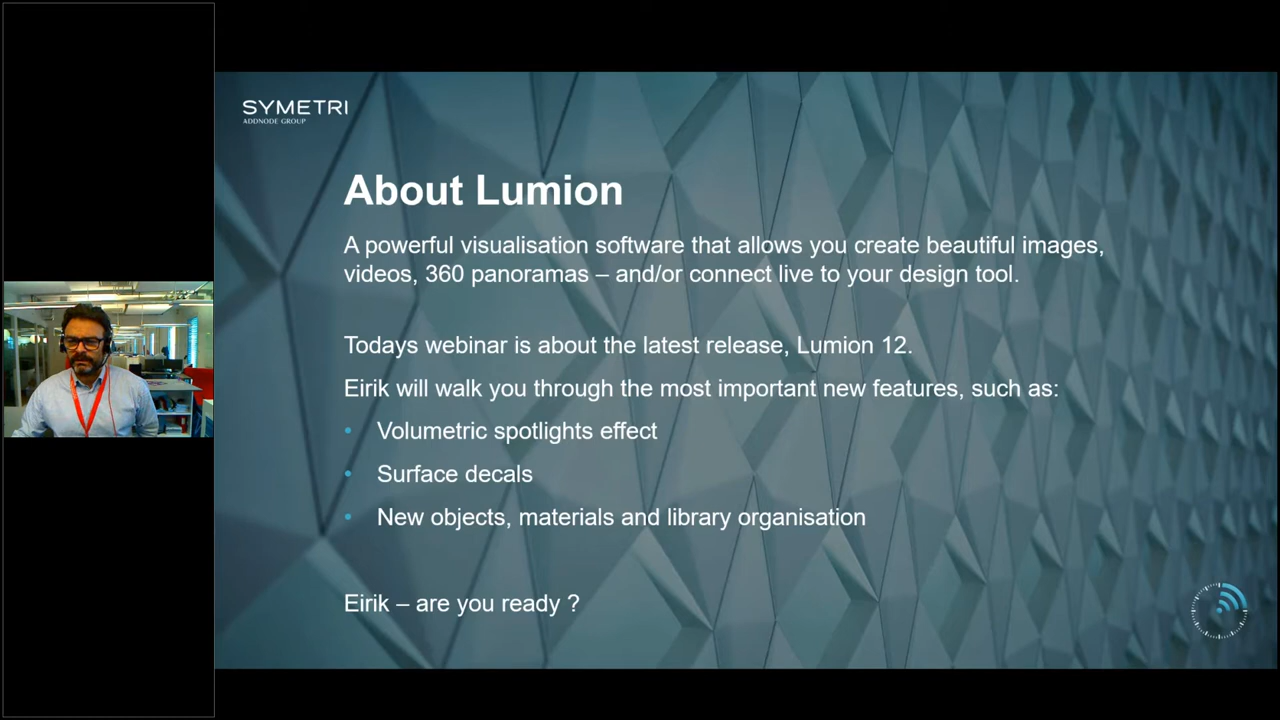 SYMETRI
ADDNODE GROUP
About Lumion
A powerful visualisation software that allows you create beautiful images,
videos, 360 panoramas – and/or connect live to your design tool.
Todays webinar is about the latest release, Lumion 12.
Eirik will walk you through the most important new features, such as:
• Volumetric spotlights effect
• Surface decals
• New objects, materials and library organisation
Eirik – are you ready ?